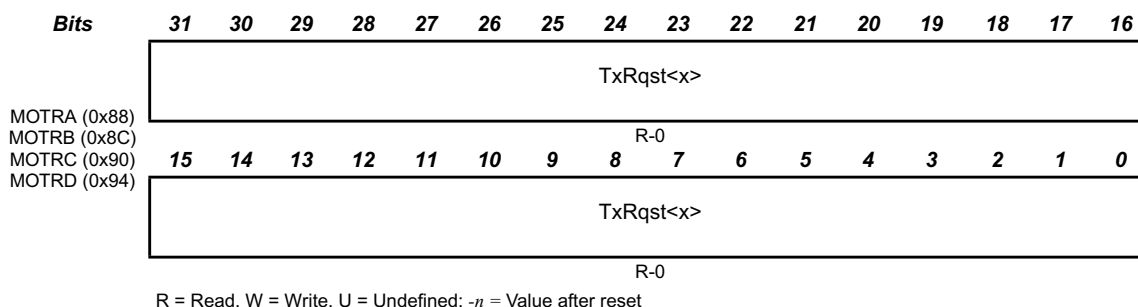 Bits 31 30 29 28 27 26 25 24 23 22 21 20 19 18 17 16
TxRqst<x>
MOTRA (0x88)
MOTRB (0x8C)
R-0
MOTRC (0x90)
15 14 13 12 11 10 9 8 7 6 5 4 3 2 1 0
MOTRD (0x94)
TxRqst<x>
R-0
R = Read, W = Write, U = Undefined; -n = Value after reset